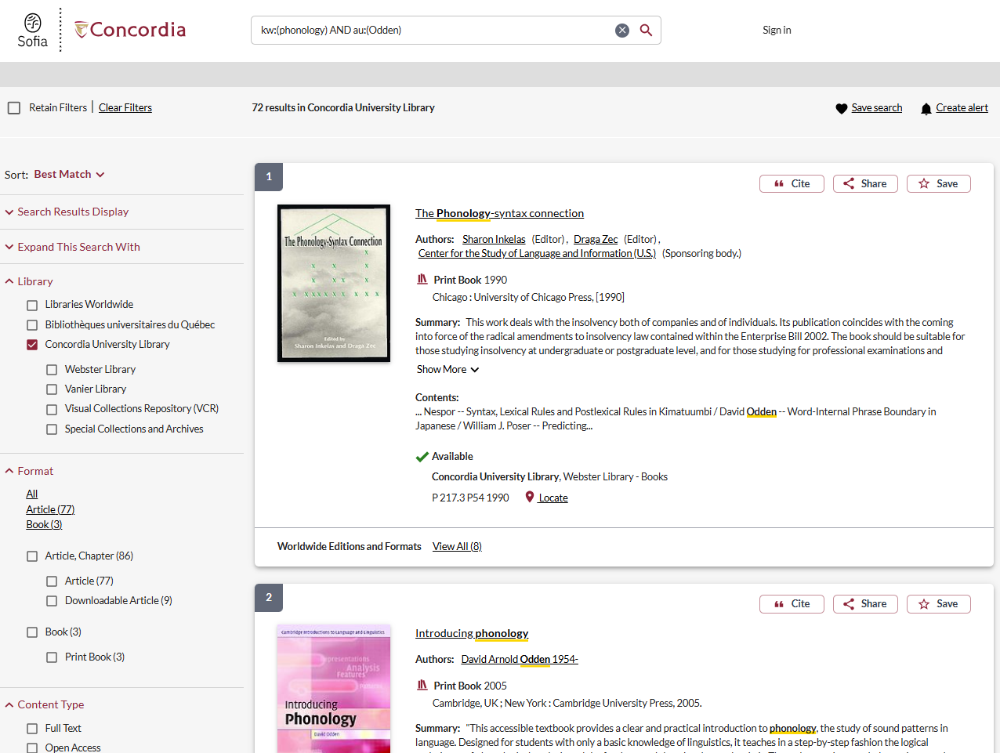 Sofia
Concordia
kw:(phonology) AND au:(Odden)
Sign in
Retain Filters | Clear Filters
72 results in Concordia University Library
Save search
Create alert
Sort: Best Match
Search Results Display
Expand This Search With
Library
Libraries Worldwide
Bibliothèques universitaires du Québec
Concordia University Library
Webster Library
Vanier Library
Visual Collections Repository (VCR)
Special Collections and Archives
Format
All
Article (77)
Book (3)
Article, Chapter (86)
Article (77)
Downloadable Article (9)
Book (3)
Print Book (3)
Content Type
Full Text
Open Access
1
Cite
Share
Save
The Phonology-Syntax Connection
Edited by
Sharon Inkelas and Draga Zec
The Phonology-syntax connection
Authors: Sharon Inkelas (Editor) , Draga Zec (Editor) ,
Center for the Study of Language and Information (U.S.) (Sponsoring body.)
Print Book 1990
Chicago : University of Chicago Press, [1990]
Summary: This work deals with the insolvency both of companies and of individuals. Its publication coincides with the coming
into force of the radical amendments to insolvency law contained within the Enterprise Bill 2002. The book should be suitable for
those studying insolvency at undergraduate or postgraduate level, and for those studying for professional examinations and
Show More
Contents:
... Nespor -- Syntax, Lexical Rules and Postlexical Rules in Kimatuumbi / David Odden -- Word-Internal Phrase Boundary in
Japanese / William J. Poser -- Predicting...
Available
Concordia University Library, Webster Library - Books
P 217.3 P54 1990
Locate
Worldwide Editions and Formats View All (8)
2
Cite
Share
Save
Cambridge Introductions to Language and Linguistics
Representations
Analysis
Features
Introducing
Phonology
David Odden
Introducing phonology
Authors: David Arnold Odden 1954-
Print Book 2005
Cambridge, UK ; New York : Cambridge University Press, 2005.
Summary: "This accessible textbook provides a clear and practical introduction to phonology, the study of sound patterns in
language. Designed for students with only a basic knowledge of linguistics, it teaches in a step-by-step fashion the logical